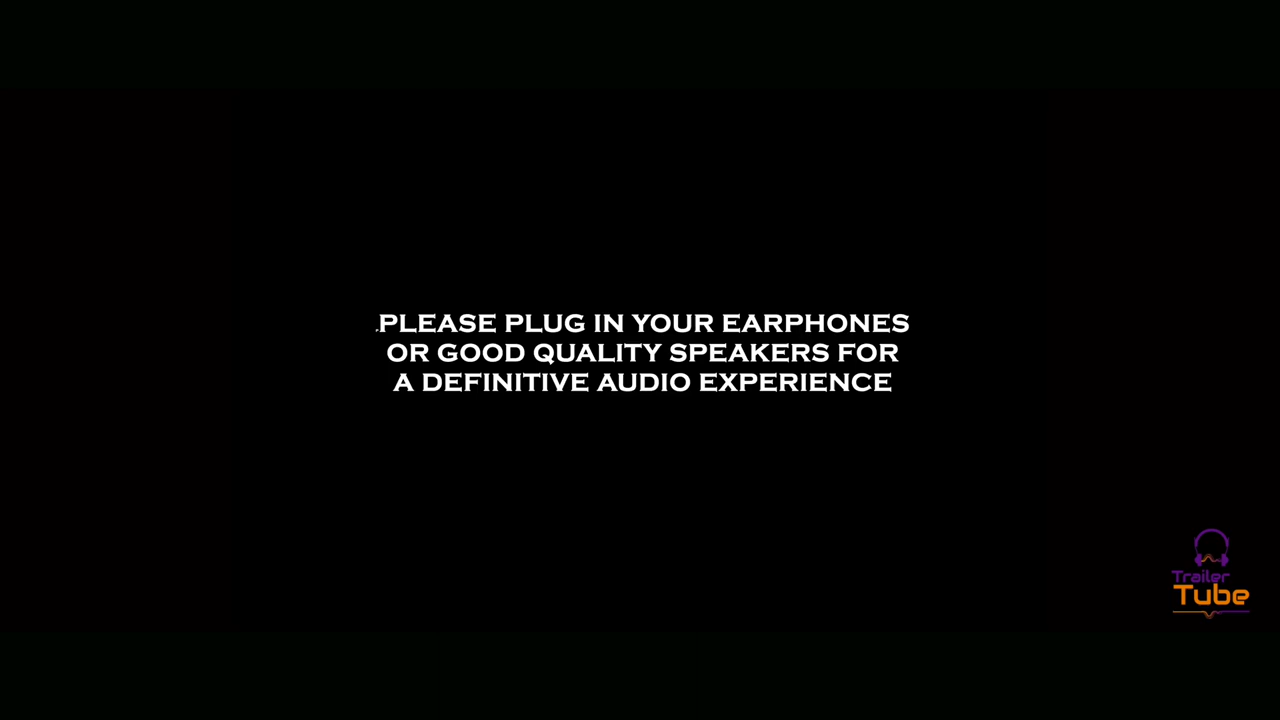 PLEASE PLUG IN YOUR EARPHONES
OR GOOD QUALITY SPEAKERS FOR
A DEFINITIVE AUDIO EXPERIENCE
Trailer
Tube